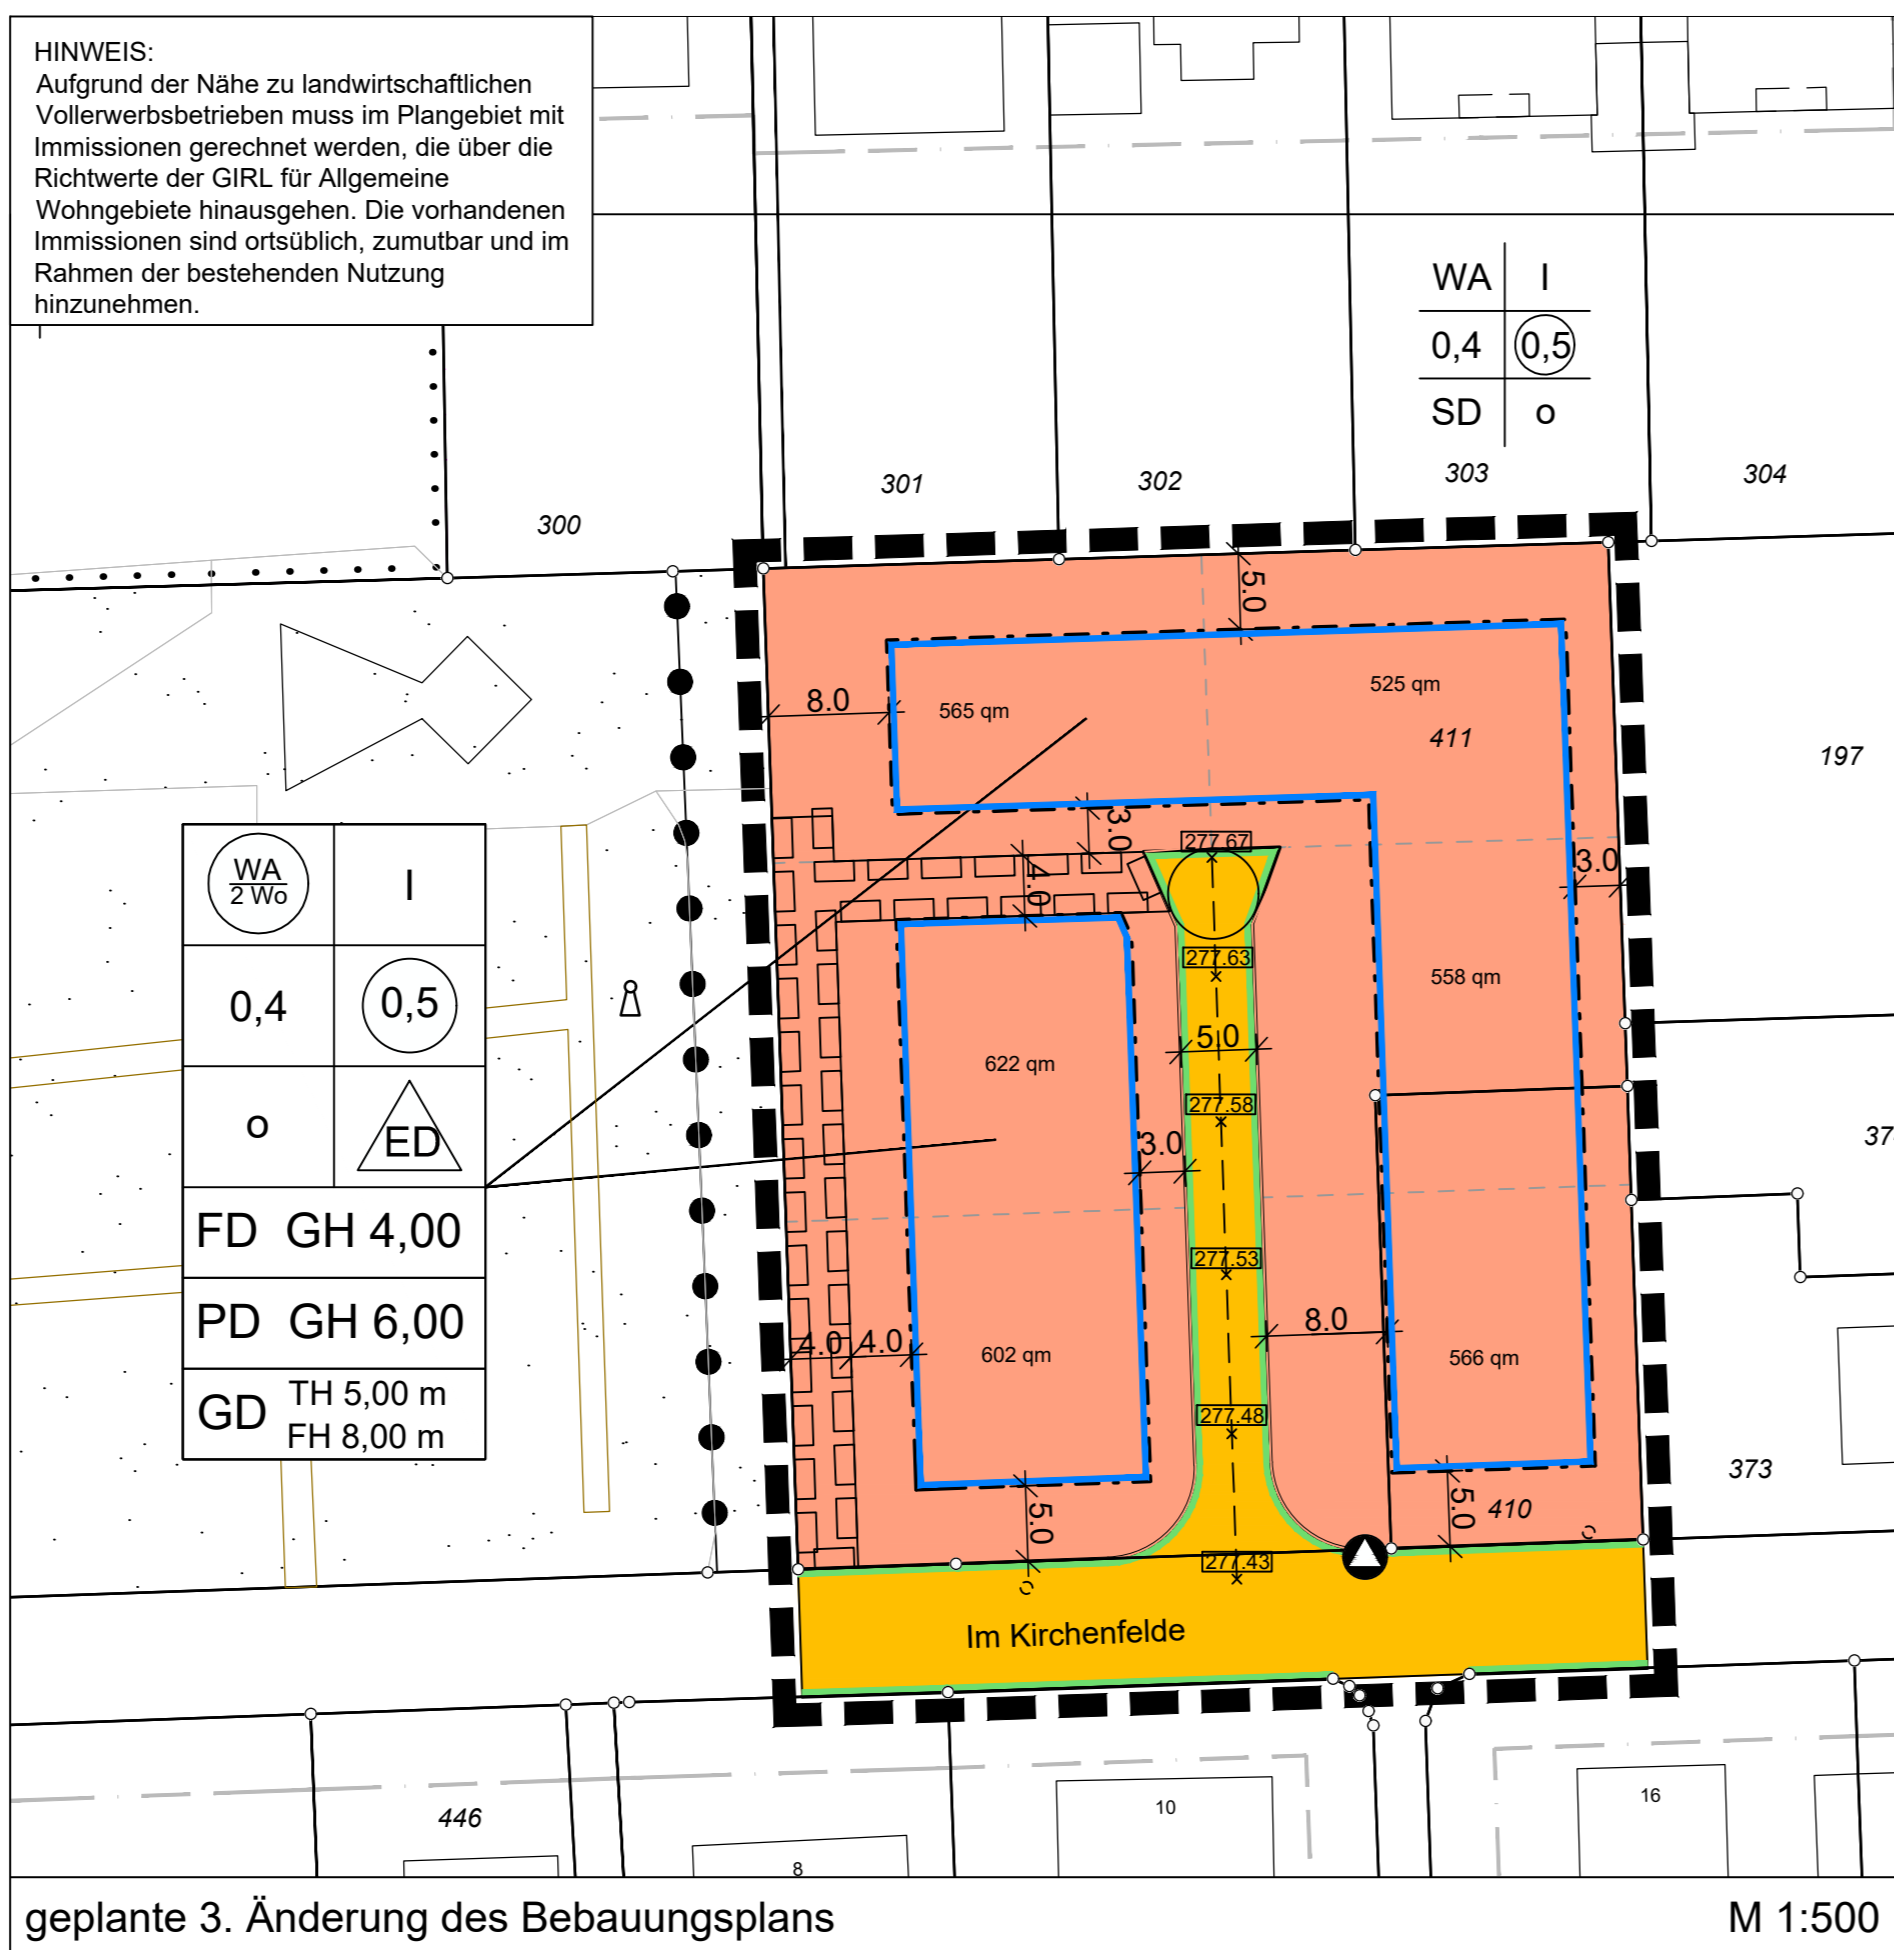 HINWEIS:
Aufgrund der Nähe zu landwirtschaftlichen
Vollerwerbsbetrieben muss im Plangebiet mit
Immissionen gerechnet werden, die über die
Richtwerte der GIRL für Allgemeine
Wohngebiete hinausgehen. Die vorhandenen
Immissionen sind ortsüblich, zumutbar und im
Rahmen der bestehenden Nutzung
hinzunehmen.
WA I
0,4 0,5
SD o
300
301
302
303
304
5.0
8.0
565 qm
525 qm
411
197
3.0
277.67
4.0
3.0
WA I
2 Wo
0,4 0,5
o ED
FD GH 4,00
PD GH 6,00
GD TH 5,00 m
FH 8,00 m
277.63
558 qm
5.0
622 qm
277.58
3.0
277.53
8.0
4.0 4.0
602 qm
566 qm
277.48
373
5.0
5.0
410
277.43
Im Kirchenfelde
446
8
10
16
geplante 3. Änderung des Bebauungsplans
M 1:500